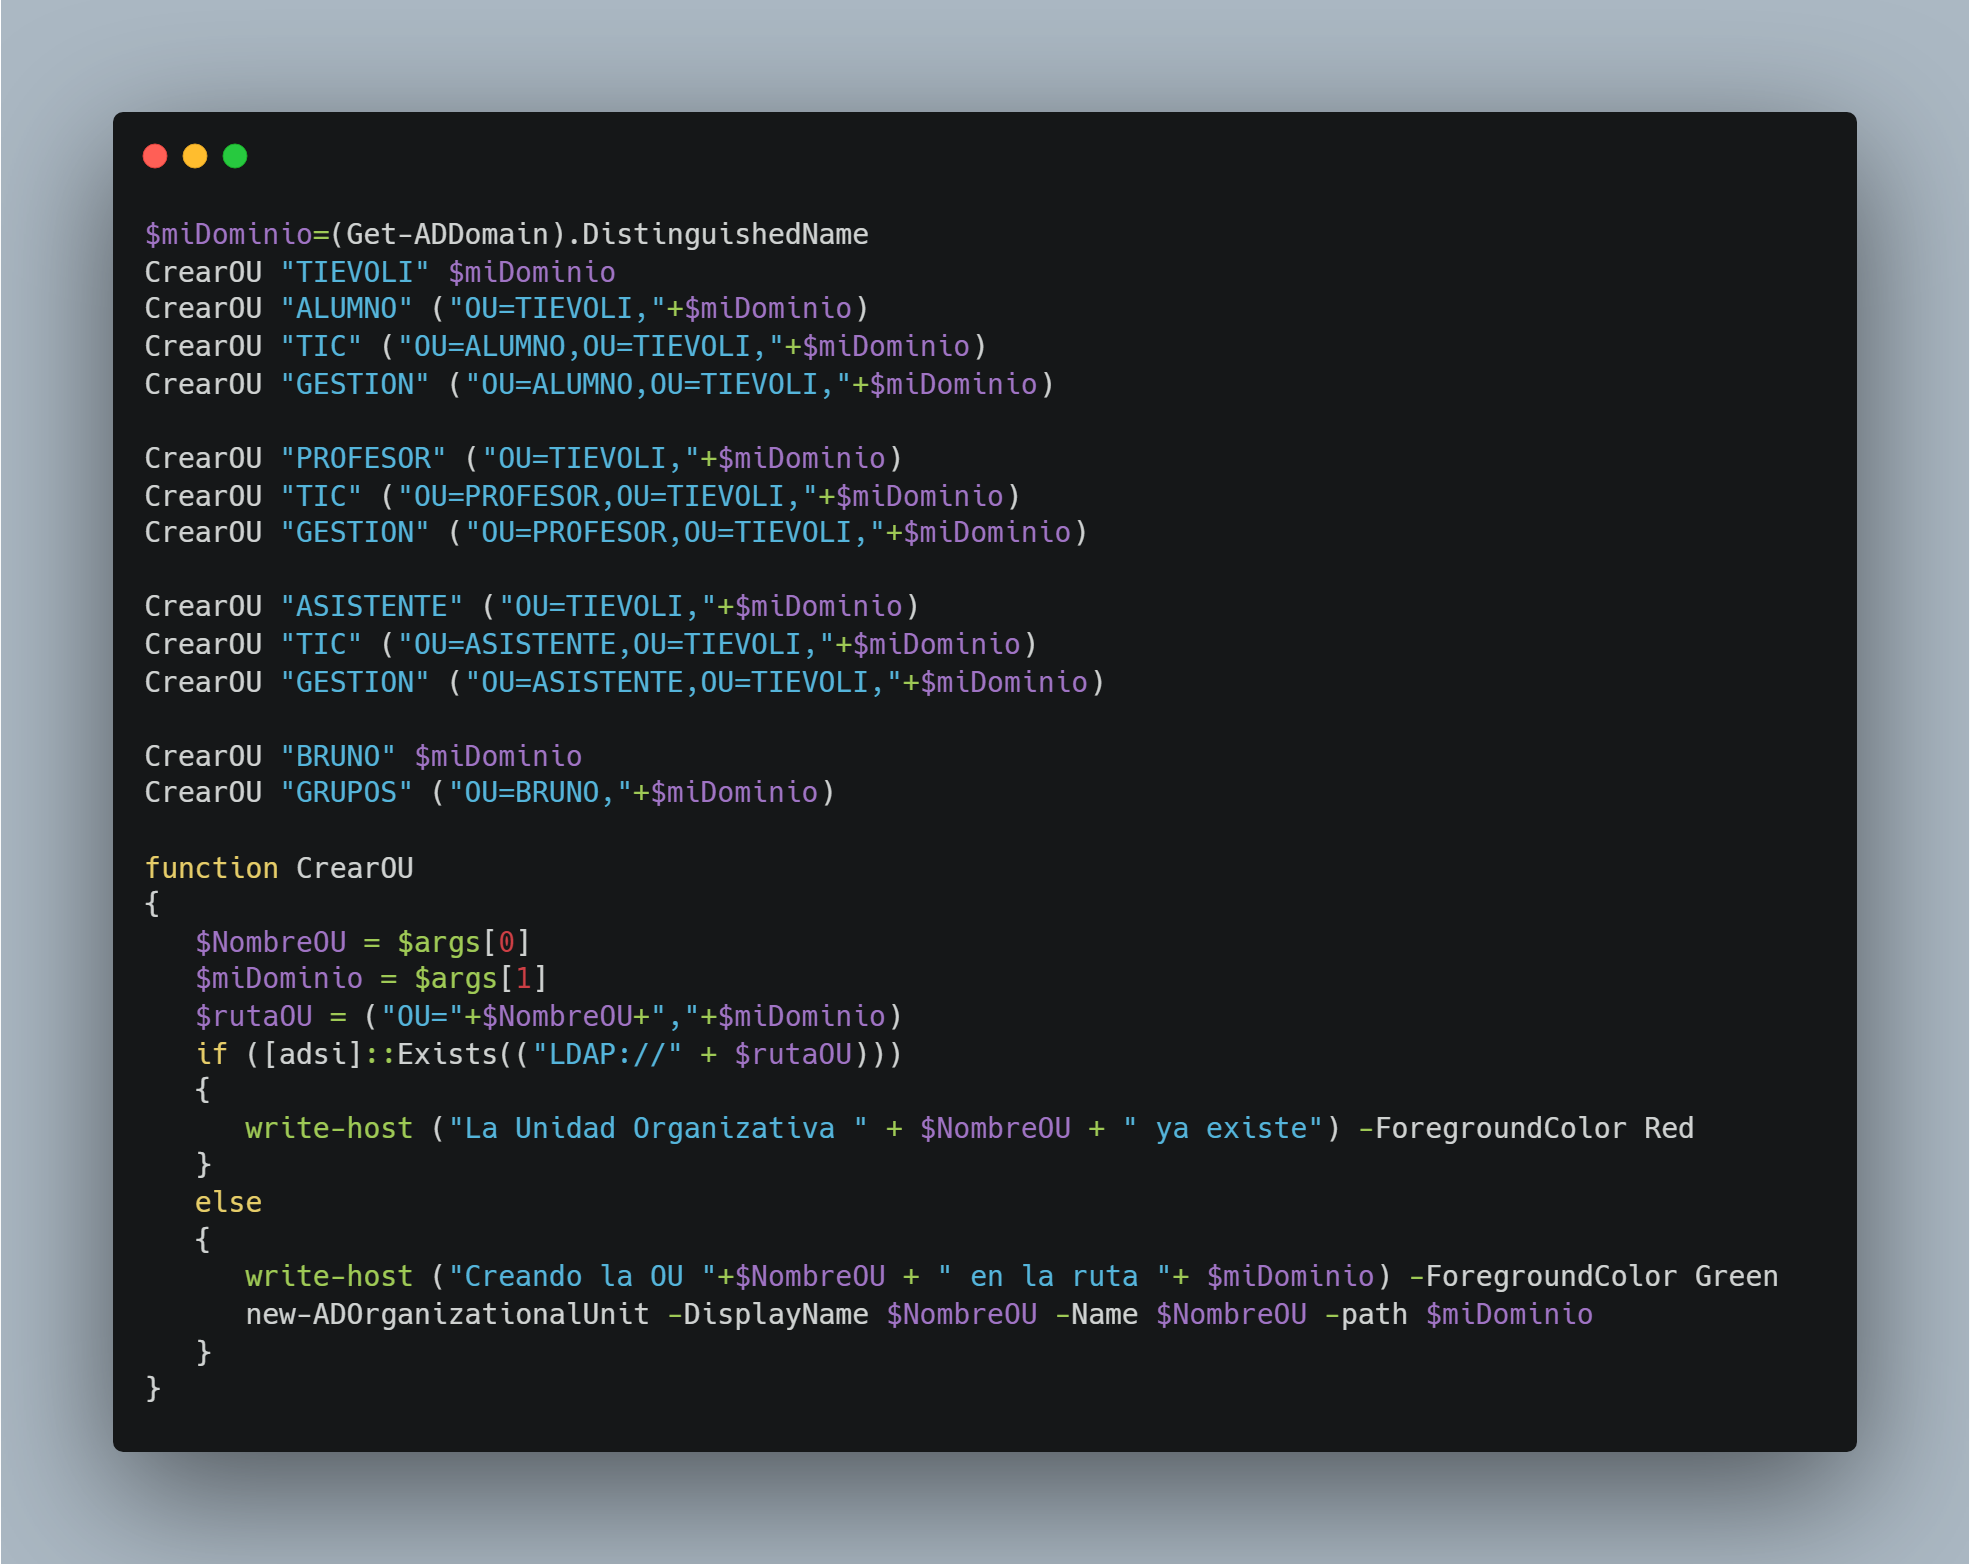 $miDominio=(Get-ADDomain).DistinguishedName
CrearOU "TIEVOLI" $miDominio
CrearOU "ALUMNO" ("OU=TIEVOLI,"+$miDominio)
CrearOU "TIC" ("OU=ALUMNO,OU=TIEVOLI,"+$miDominio)
CrearOU "GESTION" ("OU=ALUMNO,OU=TIEVOLI,"+$miDominio)

CrearOU "PROFESOR" ("OU=TIEVOLI,"+$miDominio)
CrearOU "TIC" ("OU=PROFESOR,OU=TIEVOLI,"+$miDominio)
CrearOU "GESTION" ("OU=PROFESOR,OU=TIEVOLI,"+$miDominio)

CrearOU "ASISTENTE" ("OU=TIEVOLI,"+$miDominio)
CrearOU "TIC" ("OU=ASISTENTE,OU=TIEVOLI,"+$miDominio)
CrearOU "GESTION" ("OU=ASISTENTE,OU=TIEVOLI,"+$miDominio)

CrearOU "BRUNO" $miDominio
CrearOU "GRUPOS" ("OU=BRUNO,"+$miDominio)

function CrearOU
{
   $NombreOU = $args[0]
   $miDominio = $args[1]
   $rutaOU = ("OU="+$NombreOU+","+$miDominio)
   if ([adsi]::Exists(("LDAP://" + $rutaOU)))
   {
      write-host ("La Unidad Organizativa " + $NombreOU + " ya existe") -ForegroundColor Red
   }
   else
   {
      write-host ("Creando la OU "+$NombreOU + " en la ruta "+ $miDominio) -ForegroundColor Green
      new-ADOrganizationalUnit -DisplayName $NombreOU -Name $NombreOU -path $miDominio
   }
}